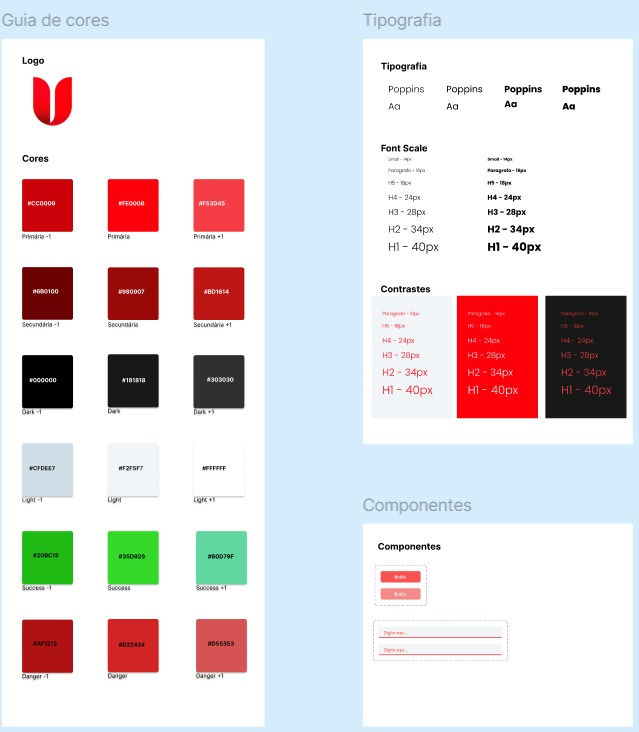 Guia de cores
Logo
Cores
#CC0009
#FE000B
#F53D45
Primária -1
Primária
Primária +1
#6B0100
#980907
#BD1614
Secundária -1
Secundária
Secundária +1
#000000
#181818
#303030
Dark -1
Dark
Dark +1
#CFDEE7
#F2F5F7
#FFFFFF
Light -1
Light
Light +1
#20BC15
#35D929
#60D79F
Success -1
Success
Success +1
#AF1212
#D22424
#D55353
Danger -1
Danger
Danger +1
Tipografia
Tipografia
Poppins
Poppins
Poppins
Poppins
Aa
Aa
Aa
Aa
Font Scale
Small - 14px
Small - 14px
Paragrafo - 16px
Paragrafo - 16px
H5 - 18px
H5 - 18px
H4 - 24px
H4 - 24px
H3 - 28px
H3 - 28px
H2 - 34px
H2 - 34px
H1 - 40px
H1 - 40px
Contrastes
Paragrafo - 16px
H5 - 18px
H4 - 24px
H3 - 28px
H2 - 34px
H1 - 40px
Paragrafo - 16px
H5 - 18px
H4 - 24px
H3 - 28px
H2 - 34px
H1 - 40px
Paragrafo - 16px
H5 - 18px
H4 - 24px
H3 - 28px
H2 - 34px
H1 - 40px
Componentes
Componentes
Botão
Botão
Digite aqui ...
Digite aqui ...